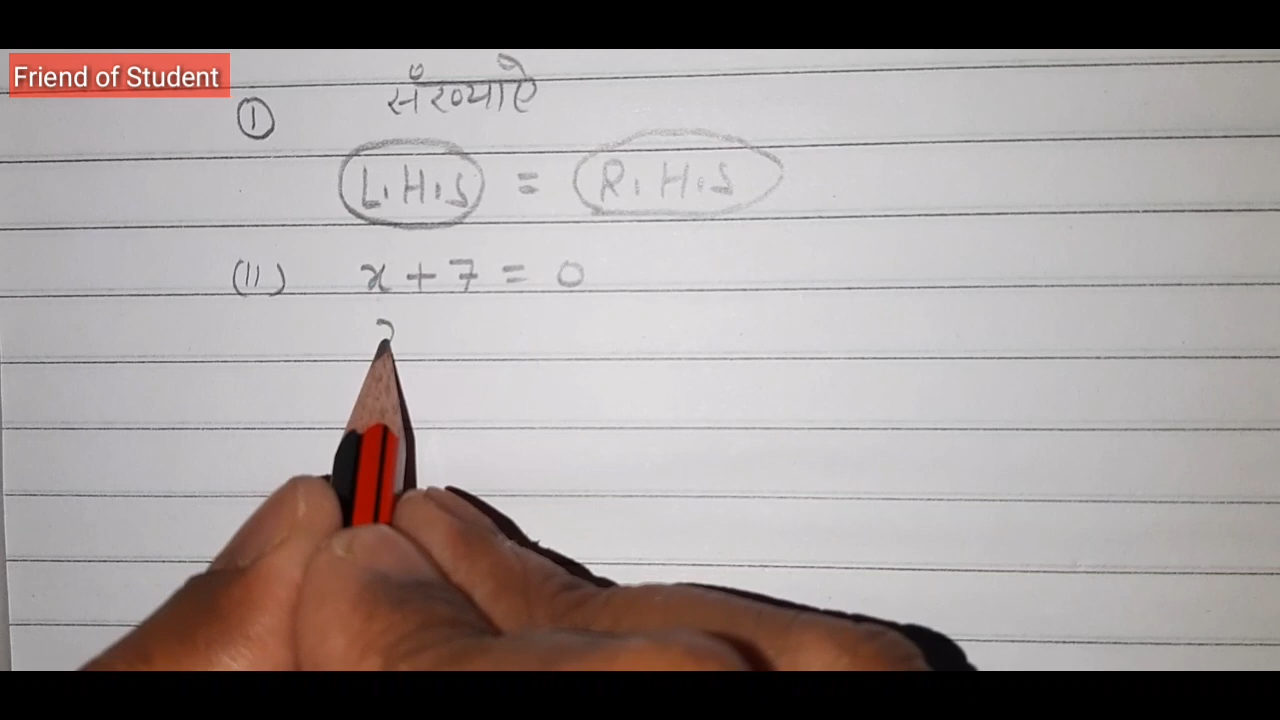 Friend of Student
① संख्याऐ
L.H.S = R.H.S
(II) x + 7 = 0